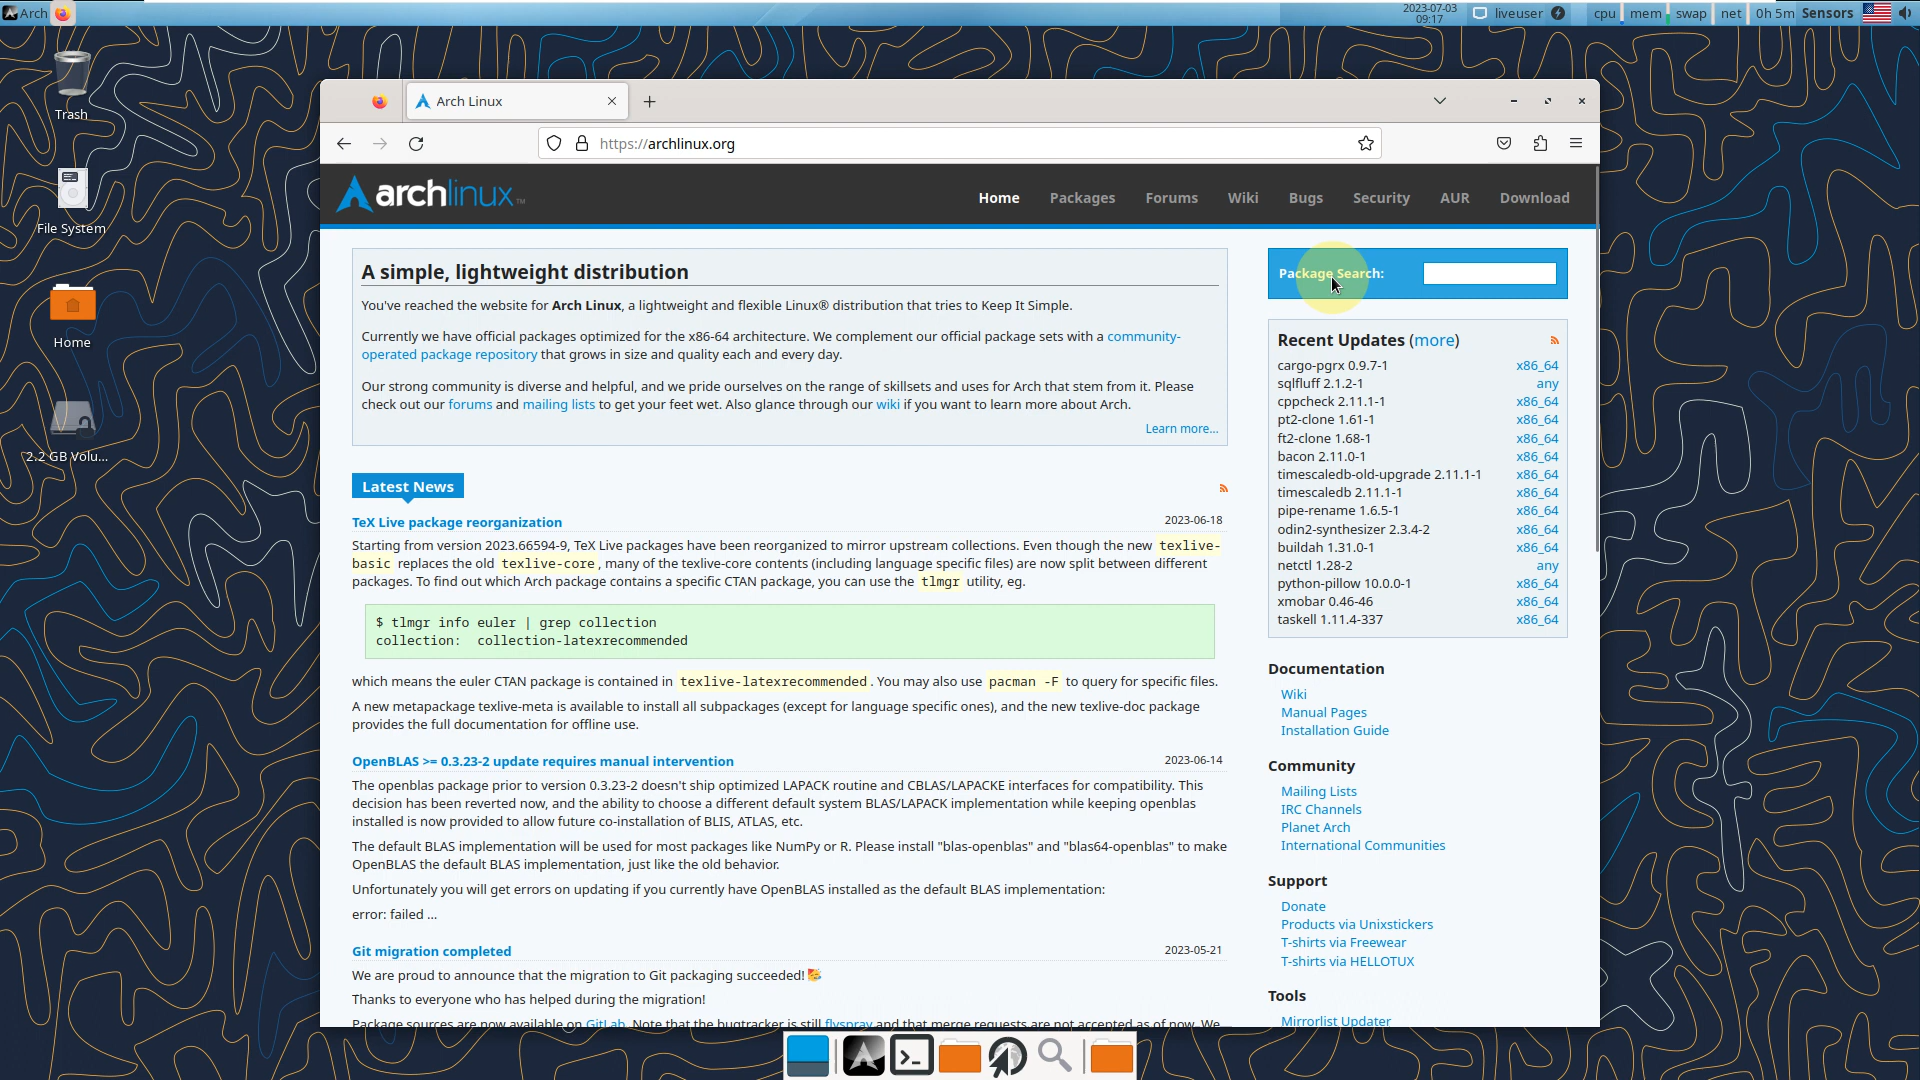 Arch
2023-07-03
09:17
liveuser
cpu mem swap net 0h 5m Sensors
Trash
File System
Home
2.2 GB Volu...
Arch Linux
https://archlinux.org
archlinux™
Home Packages Forums Wiki Bugs Security AUR Download
A simple, lightweight distribution
You've reached the website for Arch Linux, a lightweight and flexible Linux® distribution that tries to Keep It Simple.
Currently we have official packages optimized for the x86-64 architecture. We complement our official package sets with a community-
operated package repository that grows in size and quality each and every day.
Our strong community is diverse and helpful, and we pride ourselves on the range of skillsets and uses for Arch that stem from it. Please
check out our forums and mailing lists to get your feet wet. Also glance through our wiki if you want to learn more about Arch.
Learn more...
Latest News
TeX Live package reorganization 2023-06-18
Starting from version 2023.66594-9, TeX Live packages have been reorganized to mirror upstream collections. Even though the new texlive-
basic replaces the old texlive-core, many of the texlive-core contents (including language specific files) are now split between different
packages. To find out which Arch package contains a specific CTAN package, you can use the tlmgr utility, eg.
$ tlmgr info euler | grep collection
collection: collection-latexrecommended
which means the euler CTAN package is contained in texlive-latexrecommended. You may also use pacman -F to query for specific files.
A new metapackage texlive-meta is available to install all subpackages (except for language specific ones), and the new texlive-doc package
provides the full documentation for offline use.
OpenBLAS >= 0.3.23-2 update requires manual intervention 2023-06-14
The openblas package prior to version 0.3.23-2 doesn't ship optimized LAPACK routine and CBLAS/LAPACKE interfaces for compatibility. This
decision has been reverted now, and the ability to choose a different default system BLAS/LAPACK implementation while keeping openblas
installed is now provided to allow future co-installation of BLIS, ATLAS, etc.
The default BLAS implementation will be used for most packages like NumPy or R. Please install "blas-openblas" and "blas64-openblas" to make
OpenBLAS the default BLAS implementation, just like the old behavior.
Unfortunately you will get errors on updating if you currently have OpenBLAS installed as the default BLAS implementation:
error: failed ...
Git migration completed 2023-05-21
We are proud to announce that the migration to Git packaging succeeded! 🥳
Thanks to everyone who has helped during the migration!
Package sources are now available on GitLab. Note that the bugtracker is still flyspray and that merge requests are not accepted as of now. We
Package Search:
Recent Updates (more)
cargo-pgrx 0.9.7-1 x86_64
sqlfluff 2.1.2-1 any
cppcheck 2.11.1-1 x86_64
pt2-clone 1.61-1 x86_64
ft2-clone 1.68-1 x86_64
bacon 2.11.0-1 x86_64
timescaledb-old-upgrade 2.11.1-1 x86_64
timescaledb 2.11.1-1 x86_64
pipe-rename 1.6.5-1 x86_64
odin2-synthesizer 2.3.4-2 x86_64
buildah 1.31.0-1 x86_64
netctl 1.28-2 any
python-pillow 10.0.0-1 x86_64
xmobar 0.46-46 x86_64
taskell 1.11.4-337 x86_64
Documentation
Wiki
Manual Pages
Installation Guide
Community
Mailing Lists
IRC Channels
Planet Arch
International Communities
Support
Donate
Products via Unixstickers
T-shirts via Freewear
T-shirts via HELLOTUX
Tools
Mirrorlist Updater